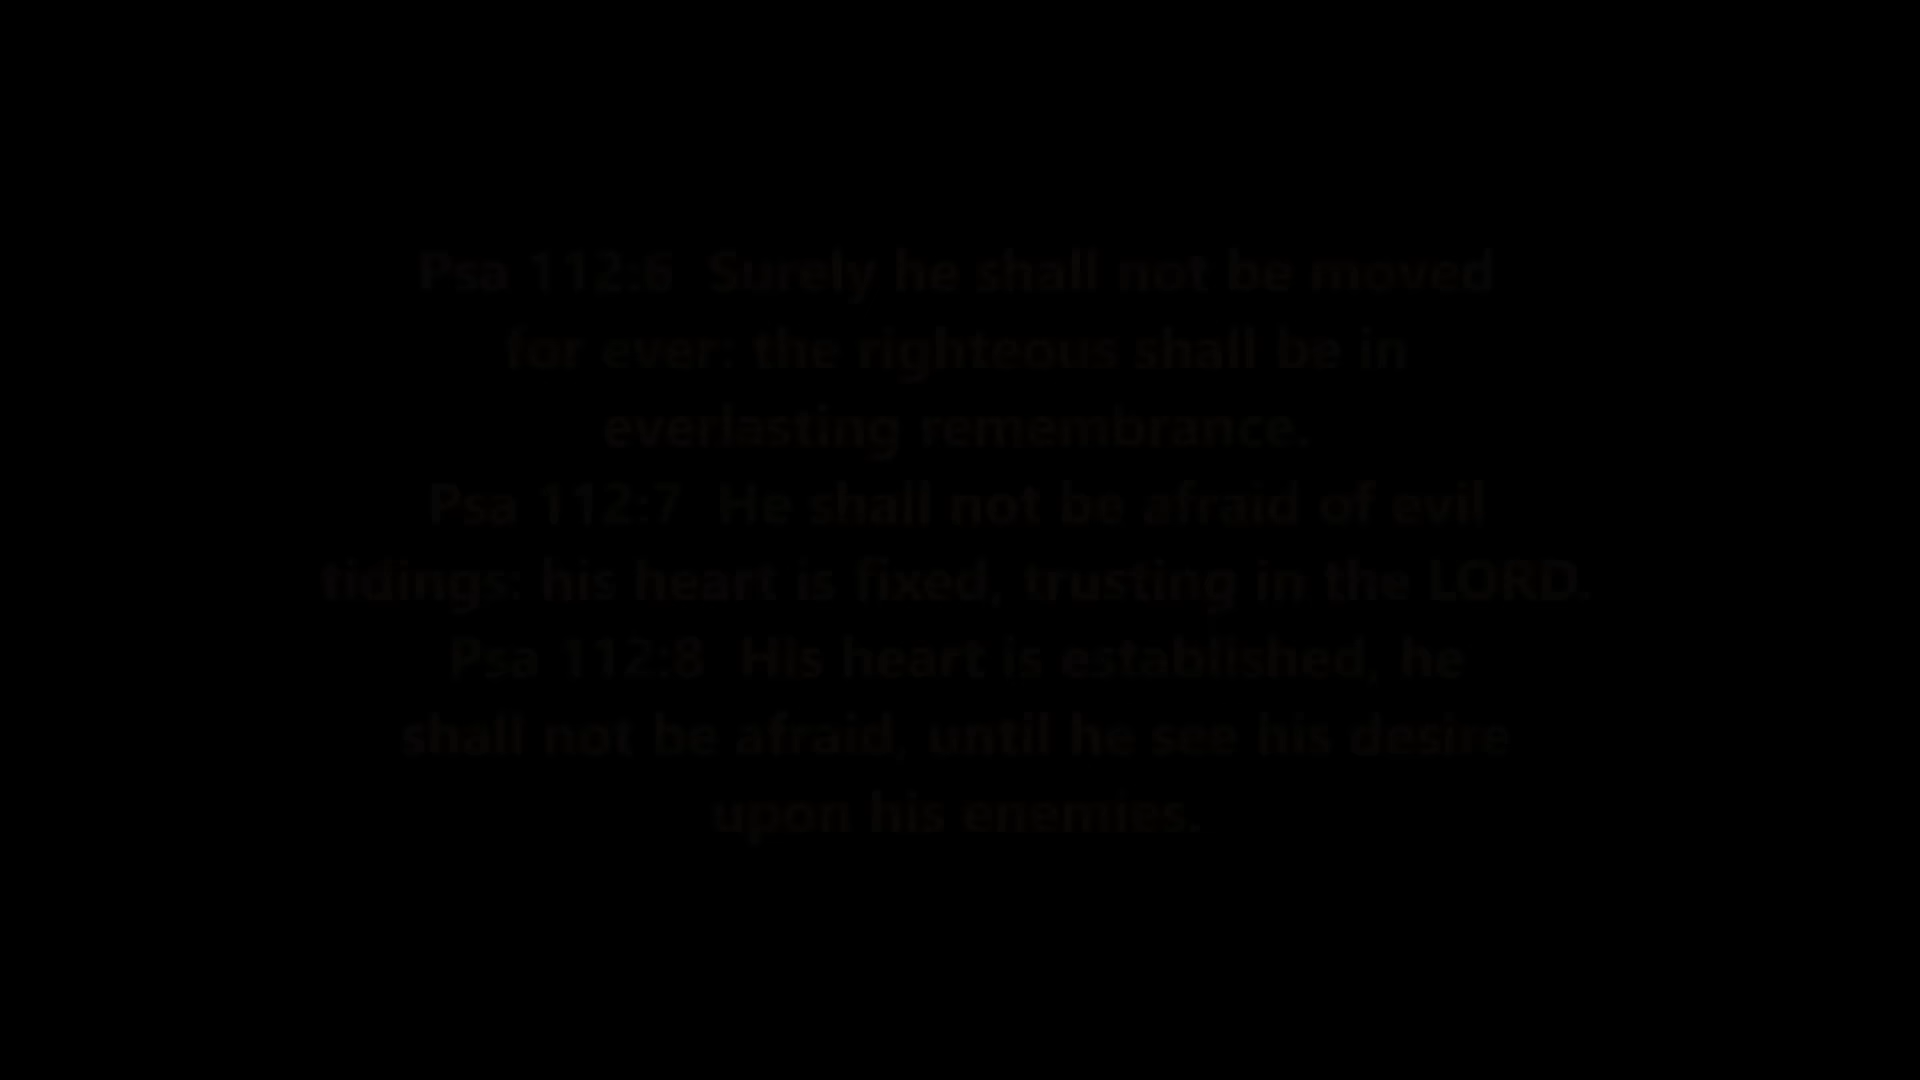 Psa 112:6  Surely he shall not be moved
for ever: the righteous shall be in
everlasting remembrance.
Psa 112:7  He shall not be afraid of evil
tidings: his heart is fixed, trusting in the LORD.
Psa 112:8  His heart is established, he
shall not be afraid, until he see his desire
upon his enemies.